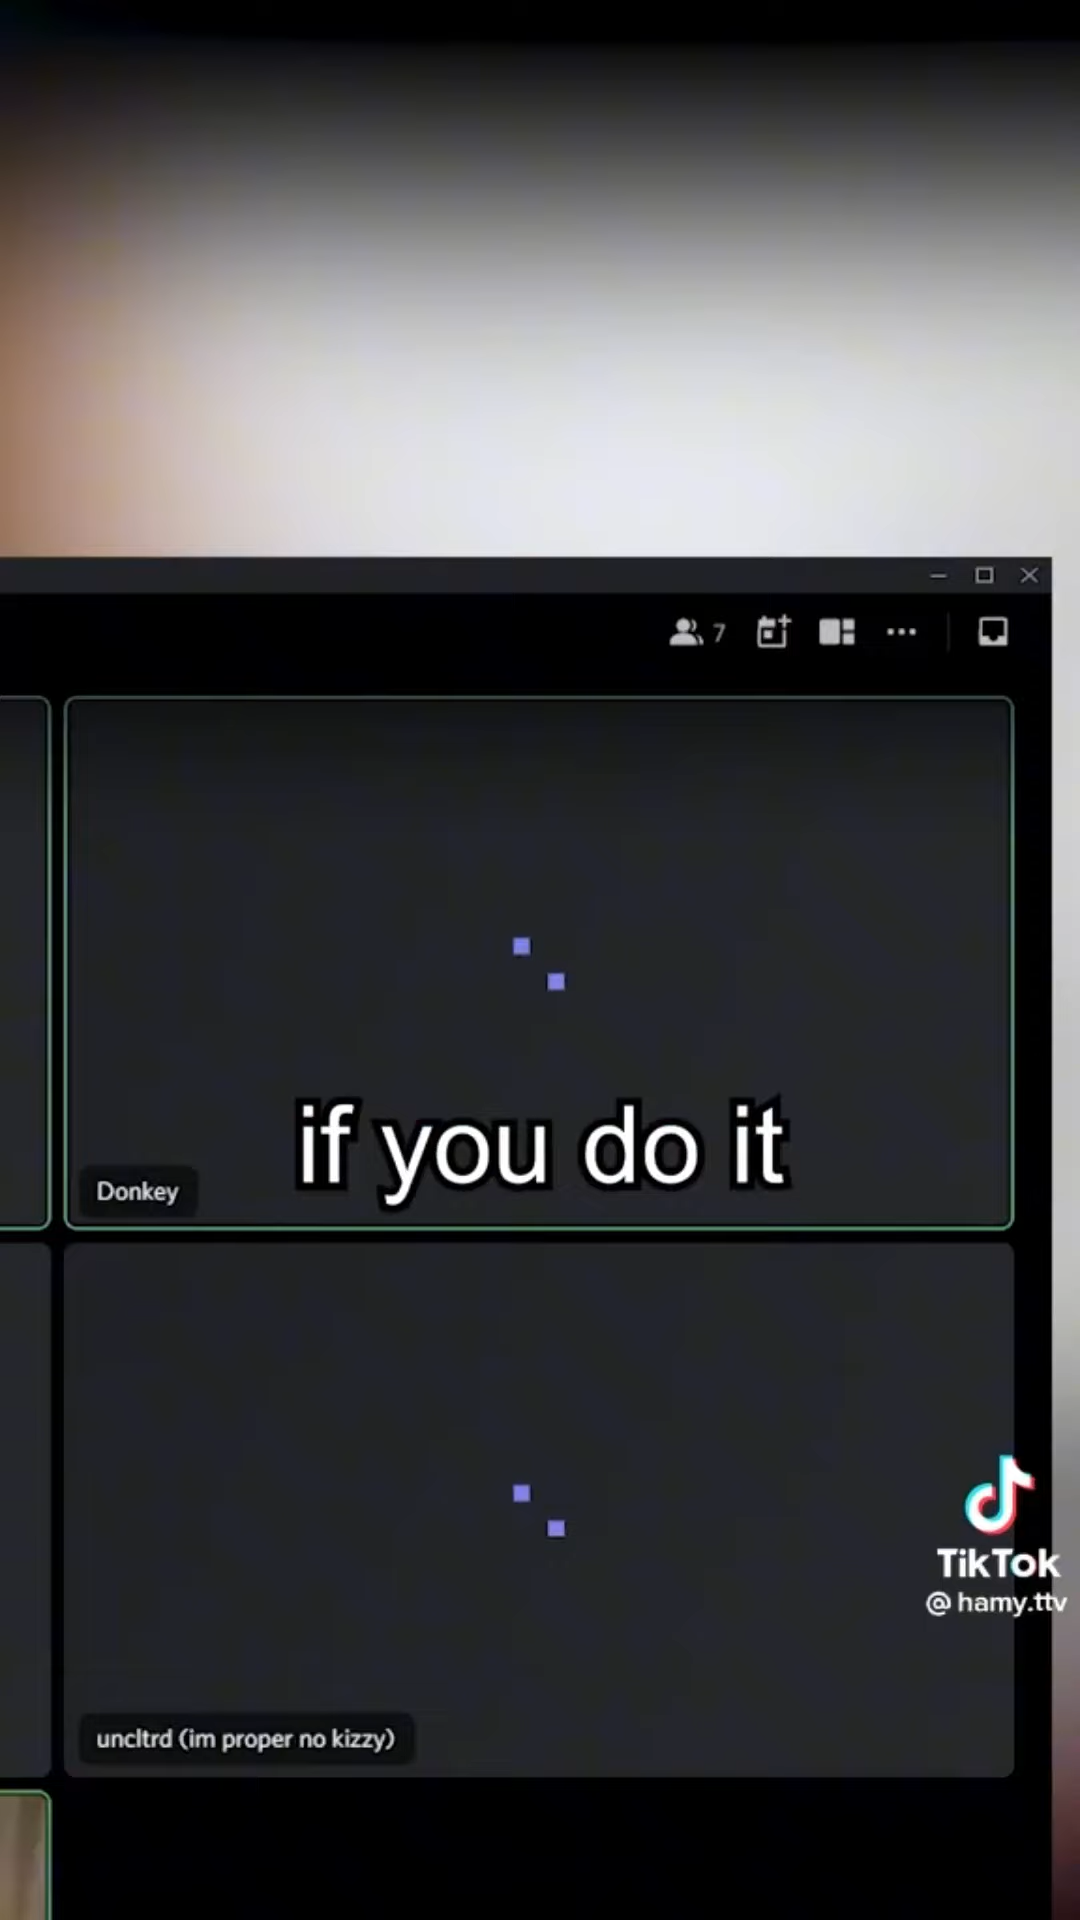 7
if you do it
Donkey
TikTok
@hamy.ttv
uncltrd (im proper no kizzy)